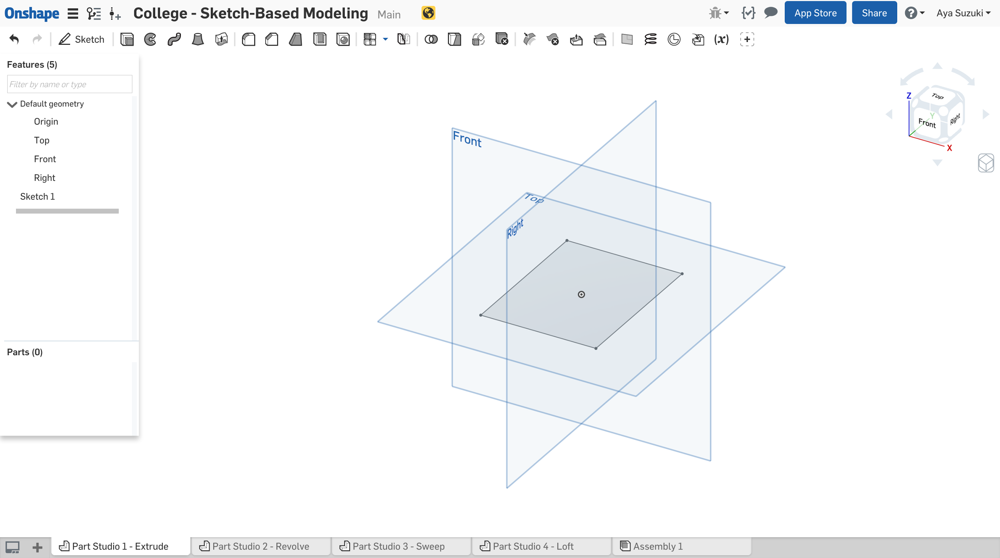 Onshape College - Sketch-Based Modeling Main App Store Share Aya Suzuki
Sketch (x)
Features (5)
Filter by name or type
Default geometry
Origin
Top
Front
Right
Sketch 1
Parts (0)
Front
Top
Right
Top
Z
Y
Front
Right
X
Part Studio 1 - Extrude Part Studio 2 - Revolve Part Studio 3 - Sweep Part Studio 4 - Loft Assembly 1